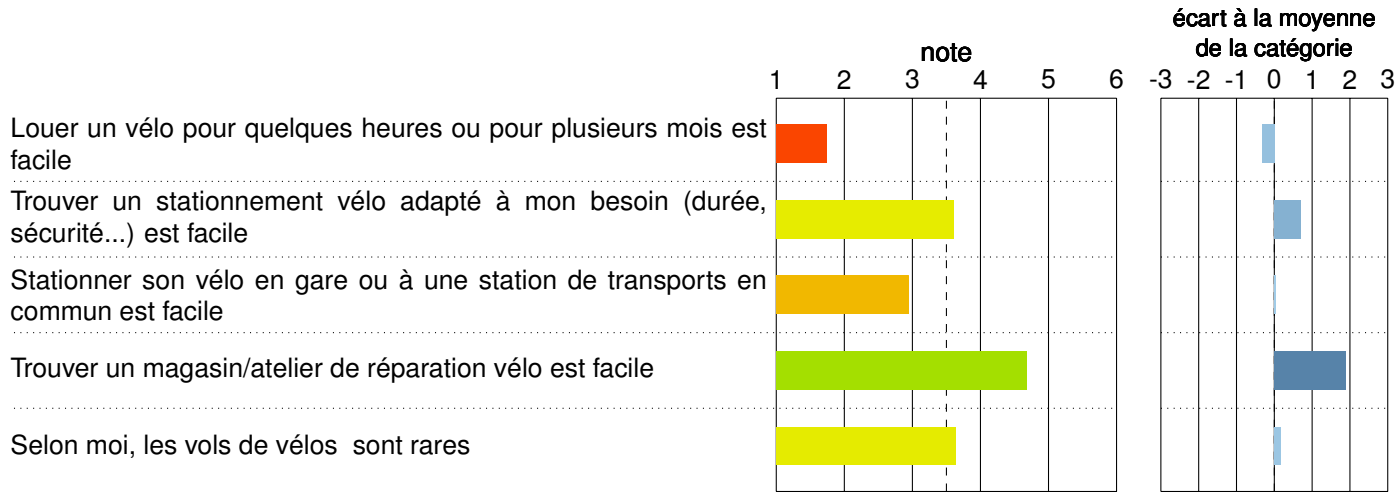 écart à la moyenne
note de la catégorie
1 2 3 4 5 6 -3 -2 -1 0 1 2 3
Louer un vélo pour quelques heures ou pour plusieurs mois est
facile
Trouver un stationnement vélo adapté à mon besoin (durée,
sécurité...) est facile
Stationner son vélo en gare ou à une station de transports en
commun est facile
Trouver un magasin/atelier de réparation vélo est facile
Selon moi, les vols de vélos sont rares